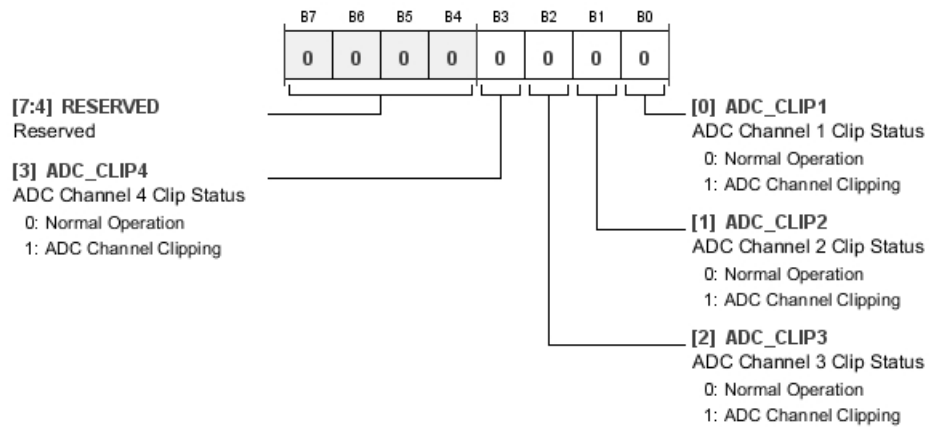 B7 B6 B5 B4 B3 B2 B1 B0
0 0 0 0 0 0 0 0
[7:4] RESERVED
Reserved
[3] ADC_CLIP4
ADC Channel 4 Clip Status
0: Normal Operation
1: ADC Channel Clipping
[0] ADC_CLIP1
ADC Channel 1 Clip Status
0: Normal Operation
1: ADC Channel Clipping
[1] ADC_CLIP2
ADC Channel 2 Clip Status
0: Normal Operation
1: ADC Channel Clipping
[2] ADC_CLIP3
ADC Channel 3 Clip Status
0: Normal Operation
1: ADC Channel Clipping